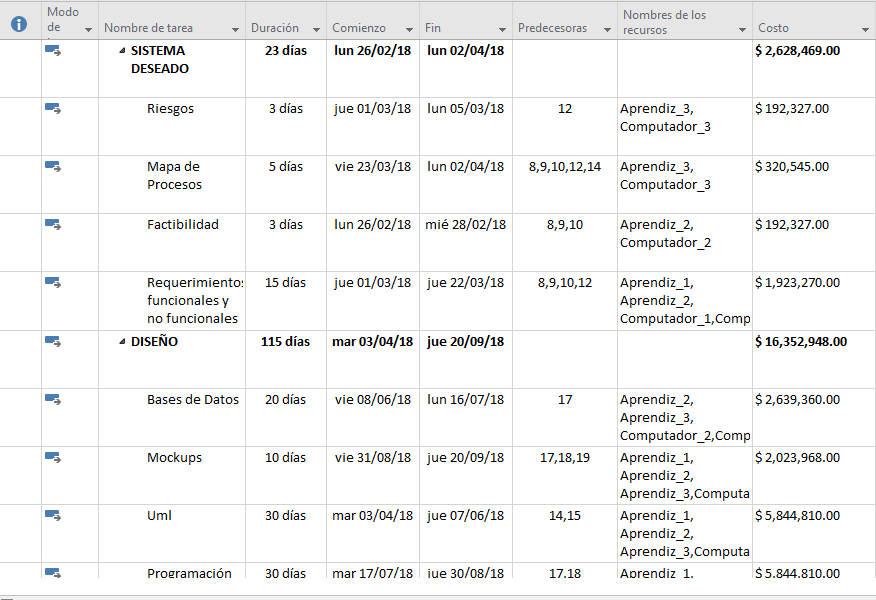 Modo
de
Nombre de tarea
Duración
Comienzo
Fin
Predecesoras
Nombres de los
recursos
Costo
SISTEMA
DESEADO
23 días
lun 26/02/18
lun 02/04/18
$ 2,628,469.00
Riesgos
3 días
jue 01/03/18
lun 05/03/18
12
Aprendiz_3,
Computador_3
$ 192,327.00
Mapa de
Procesos
5 días
vie 23/03/18
lun 02/04/18
8,9,10,12,14
Aprendiz_3,
Computador_3
$ 320,545.00
Factibilidad
3 días
lun 26/02/18
mié 28/02/18
8,9,10
Aprendiz_2,
Computador_2
$ 192,327.00
Requerimientos
funcionales y
no funcionales
15 días
jue 01/03/18
jue 22/03/18
8,9,10,12
Aprendiz_1,
Aprendiz_2,
Computador_1,Comp
$ 1,923,270.00
DISEÑO
115 días
mar 03/04/18
jue 20/09/18
$ 16,352,948.00
Bases de Datos
20 días
vie 08/06/18
lun 16/07/18
17
Aprendiz_2,
Aprendiz_3,
Computador_2,Comp
$ 2,639,360.00
Mockups
10 días
vie 31/08/18
jue 20/09/18
17,18,19
Aprendiz_1,
Aprendiz_2,
Aprendiz_3,Computa
$ 2,023,968.00
Uml
30 días
mar 03/04/18
jue 07/06/18
14,15
Aprendiz_1,
Aprendiz_2,
Aprendiz_3,Computa
$ 5,844,810.00
Programación
30 días
mar 17/07/18
jue 30/08/18
17,18
Aprendiz_1,
$ 5,844,810.00